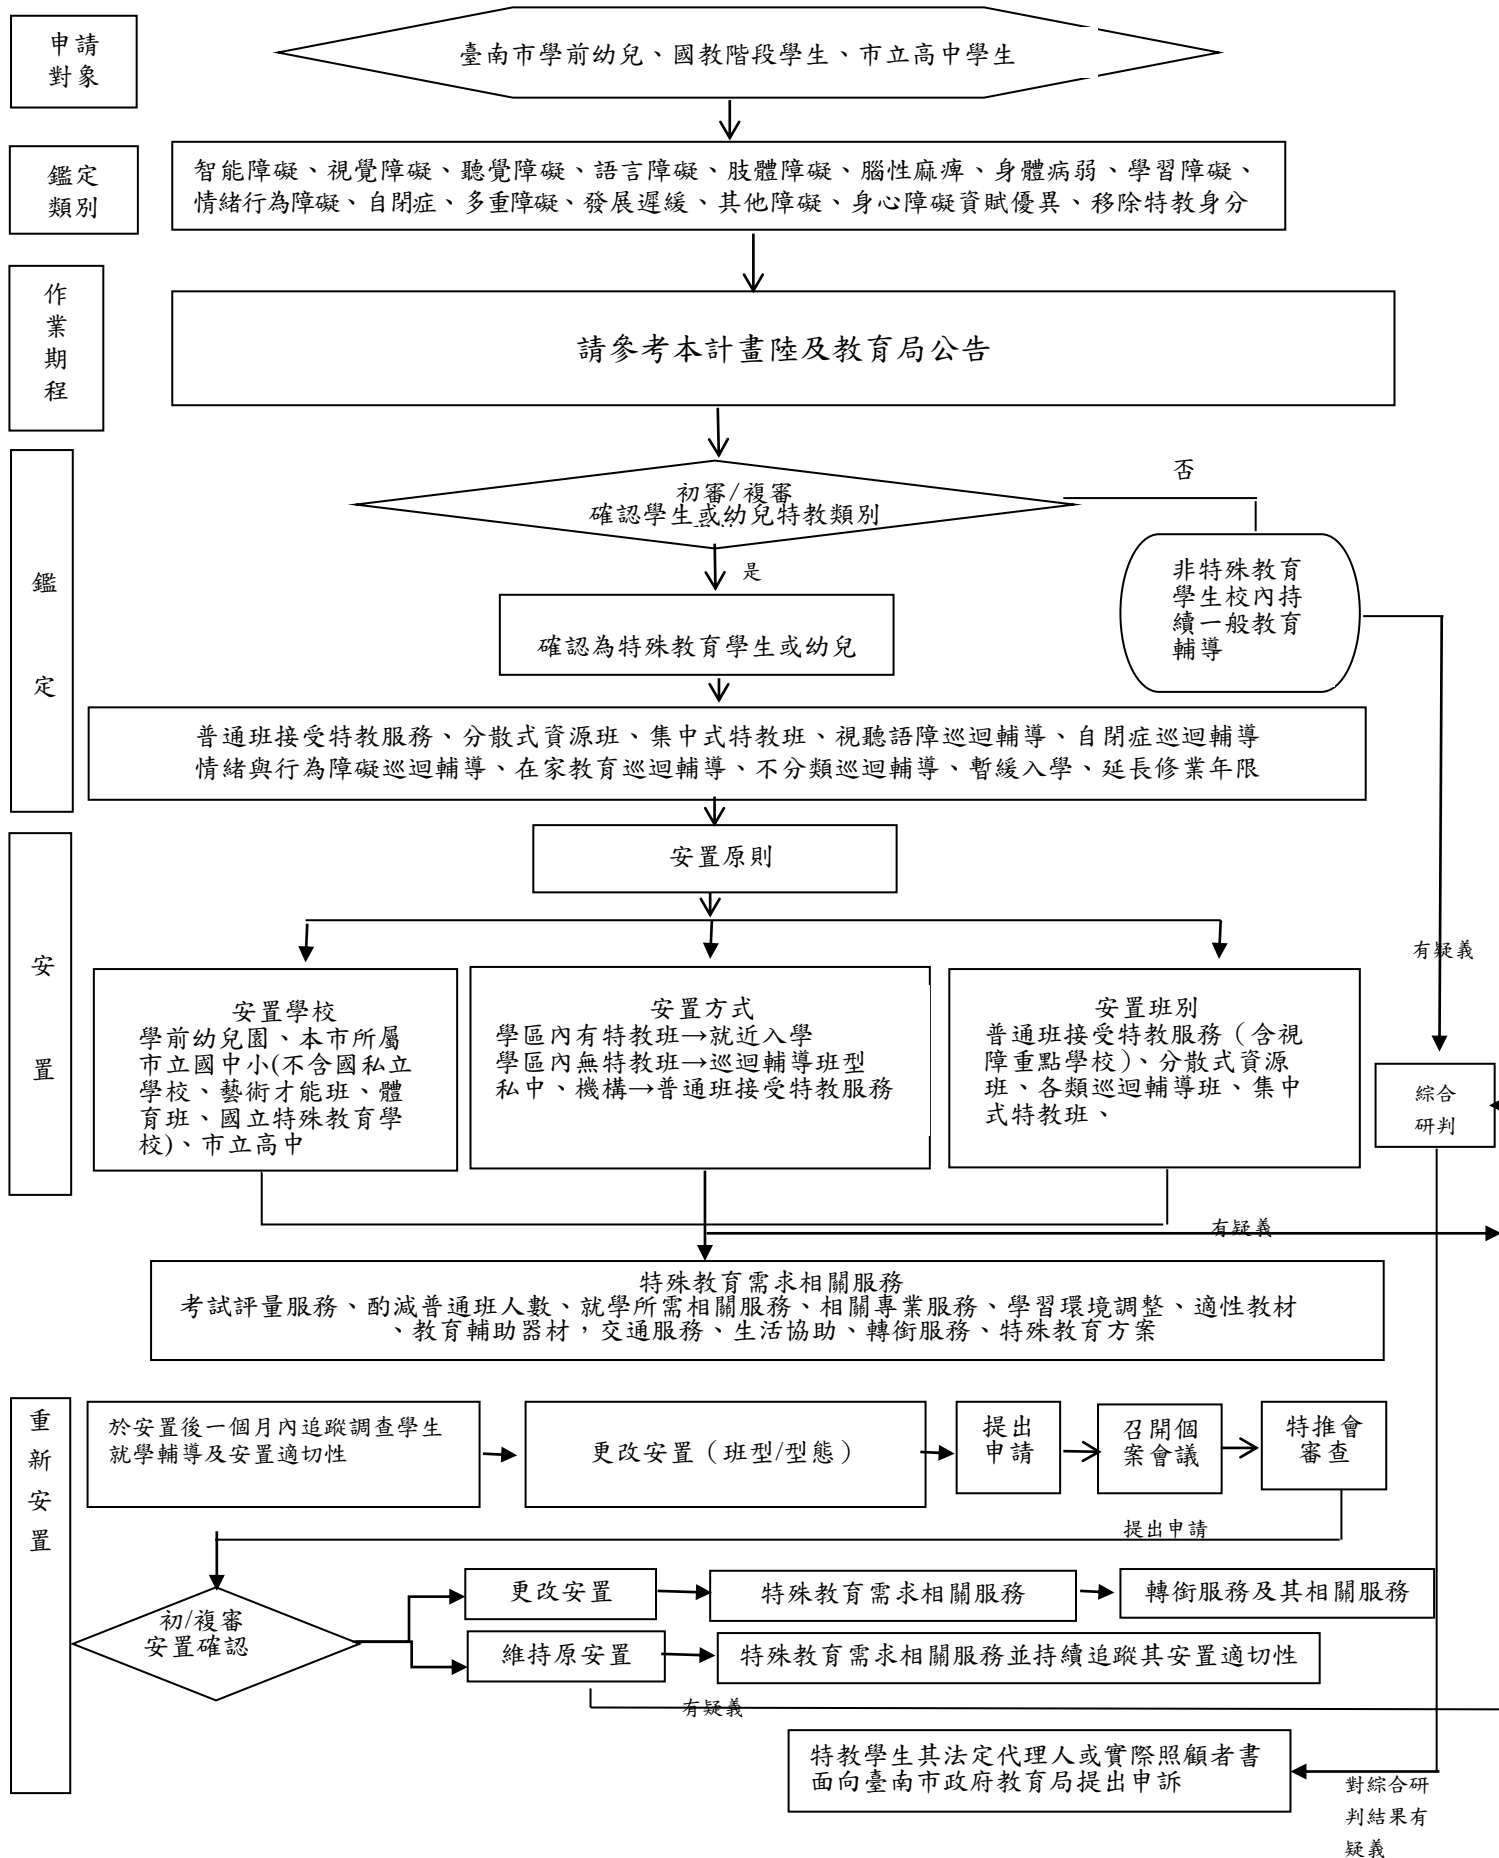 申請
對象
臺南市學前幼兒、國教階段學生、市立高中學生
鑑定
類別
智能障礙、視覺障礙、聽覺障礙、語言障礙、肢體障礙、腦性麻痺、身體病弱、學習障礙、
情緒行為障礙、自閉症、多重障礙、發展遲緩、其他障礙、身心障礙資賦優異、移除特教身分
作
業
期
程
請參考本計畫陸及教育局公告
鑑
定
初審/複審
確認學生或幼兒特教類別
否
是
非特殊教育
學生校內持
續一般教育
輔導
確認為特殊教育學生或幼兒
普通班接受特教服務、分散式資源班、集中式特教班、視聽語障巡迴輔導、自閉症巡迴輔導
情緒與行為障礙巡迴輔導、在家教育巡迴輔導、不分類巡迴輔導、暫緩入學、延長修業年限
安
置
安置原則
有疑義
安置學校
學前幼兒園、本市所屬
市立國中小(不含國私立
學校、藝術才能班、體
育班、國立特殊教育學
校)、市立高中
安置方式
學區內有特教班→就近入學
學區內無特教班→巡迴輔導班型
私中、機構→普通班接受特教服務
安置班別
普通班接受特教服務（含視
障重點學校）、分散式資源
班、各類巡迴輔導班、集中
式特教班、
綜合
研判
有疑義
特殊教育需求相關服務
考試評量服務、酌減普通班人數、就學所需相關服務、相關專業服務、學習環境調整、適性教材
、教育輔助器材，交通服務、生活協助、轉銜服務、特殊教育方案
重
新
安
置
於安置後一個月內追蹤調查學生
就學輔導及安置適切性
更改安置（班型/型態）
提出
申請
召開個
案會議
特推會
審查
提出申請
初/複審
安置確認
更改安置
特殊教育需求相關服務
轉銜服務及其相關服務
維持原安置
特殊教育需求相關服務並持續追蹤其安置適切性
有疑義
特教學生其法定代理人或實際照顧者書
面向臺南市政府教育局提出申訴
對綜合研
判結果有
疑義